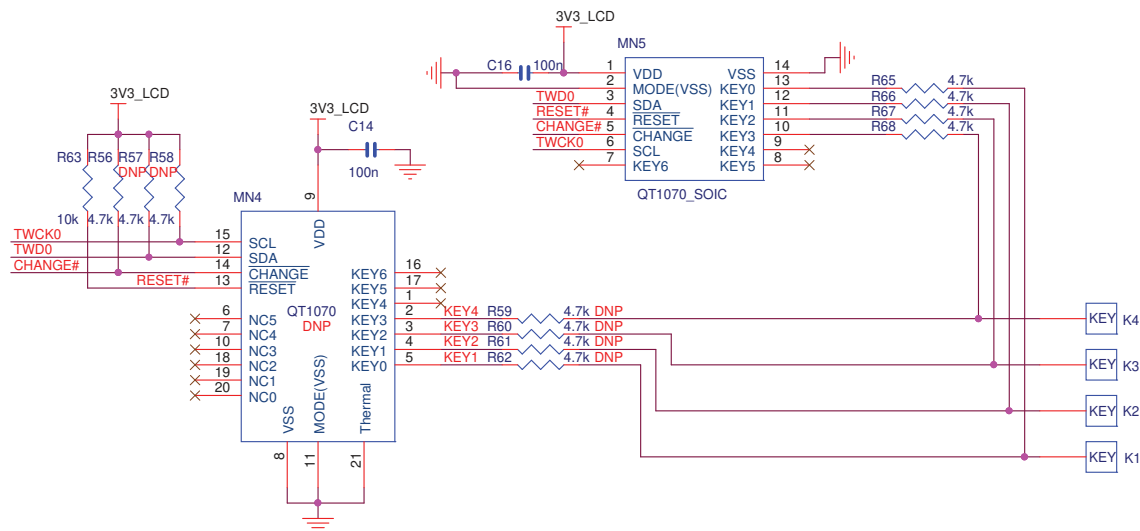 3V3_LCD
MN5
C16 100n
1 VDD VSS 14
2 MODE(VSS) KEY0 13 R65 4.7k
TWD0 3 SDA KEY1 12 R66 4.7k
RESET# 4 RESET KEY2 11 R67 4.7k
CHANGE# 5 CHANGE KEY3 10 R68 4.7k
TWCK0 6 SCL KEY4 9
7 KEY6 KEY5 8
QT1070_SOIC
3V3_LCD
3V3_LCD
C14
100n
R63 R56 R57 R58
DNP DNP
10k 4.7k 4.7k 4.7k
MN4
9
VDD
TWCK0 15 SCL
TWD0 12 SDA
CHANGE# 14 CHANGE
RESET# 13 RESET
KEY6 16
KEY5 17
KEY4 1
QT1070
DNP
6 NC5 KEY3 2 KEY4 R59 4.7k DNP
7 NC4 KEY2 3 KEY3 R60 4.7k DNP
10 NC3 KEY1 4 KEY2 R61 4.7k DNP
18 NC2 KEY0 5 KEY1 R62 4.7k DNP
19 NC1
20 NC0
VSS MODE(VSS) Thermal
8 11 21
KEY K4
KEY K3
KEY K2
KEY K1